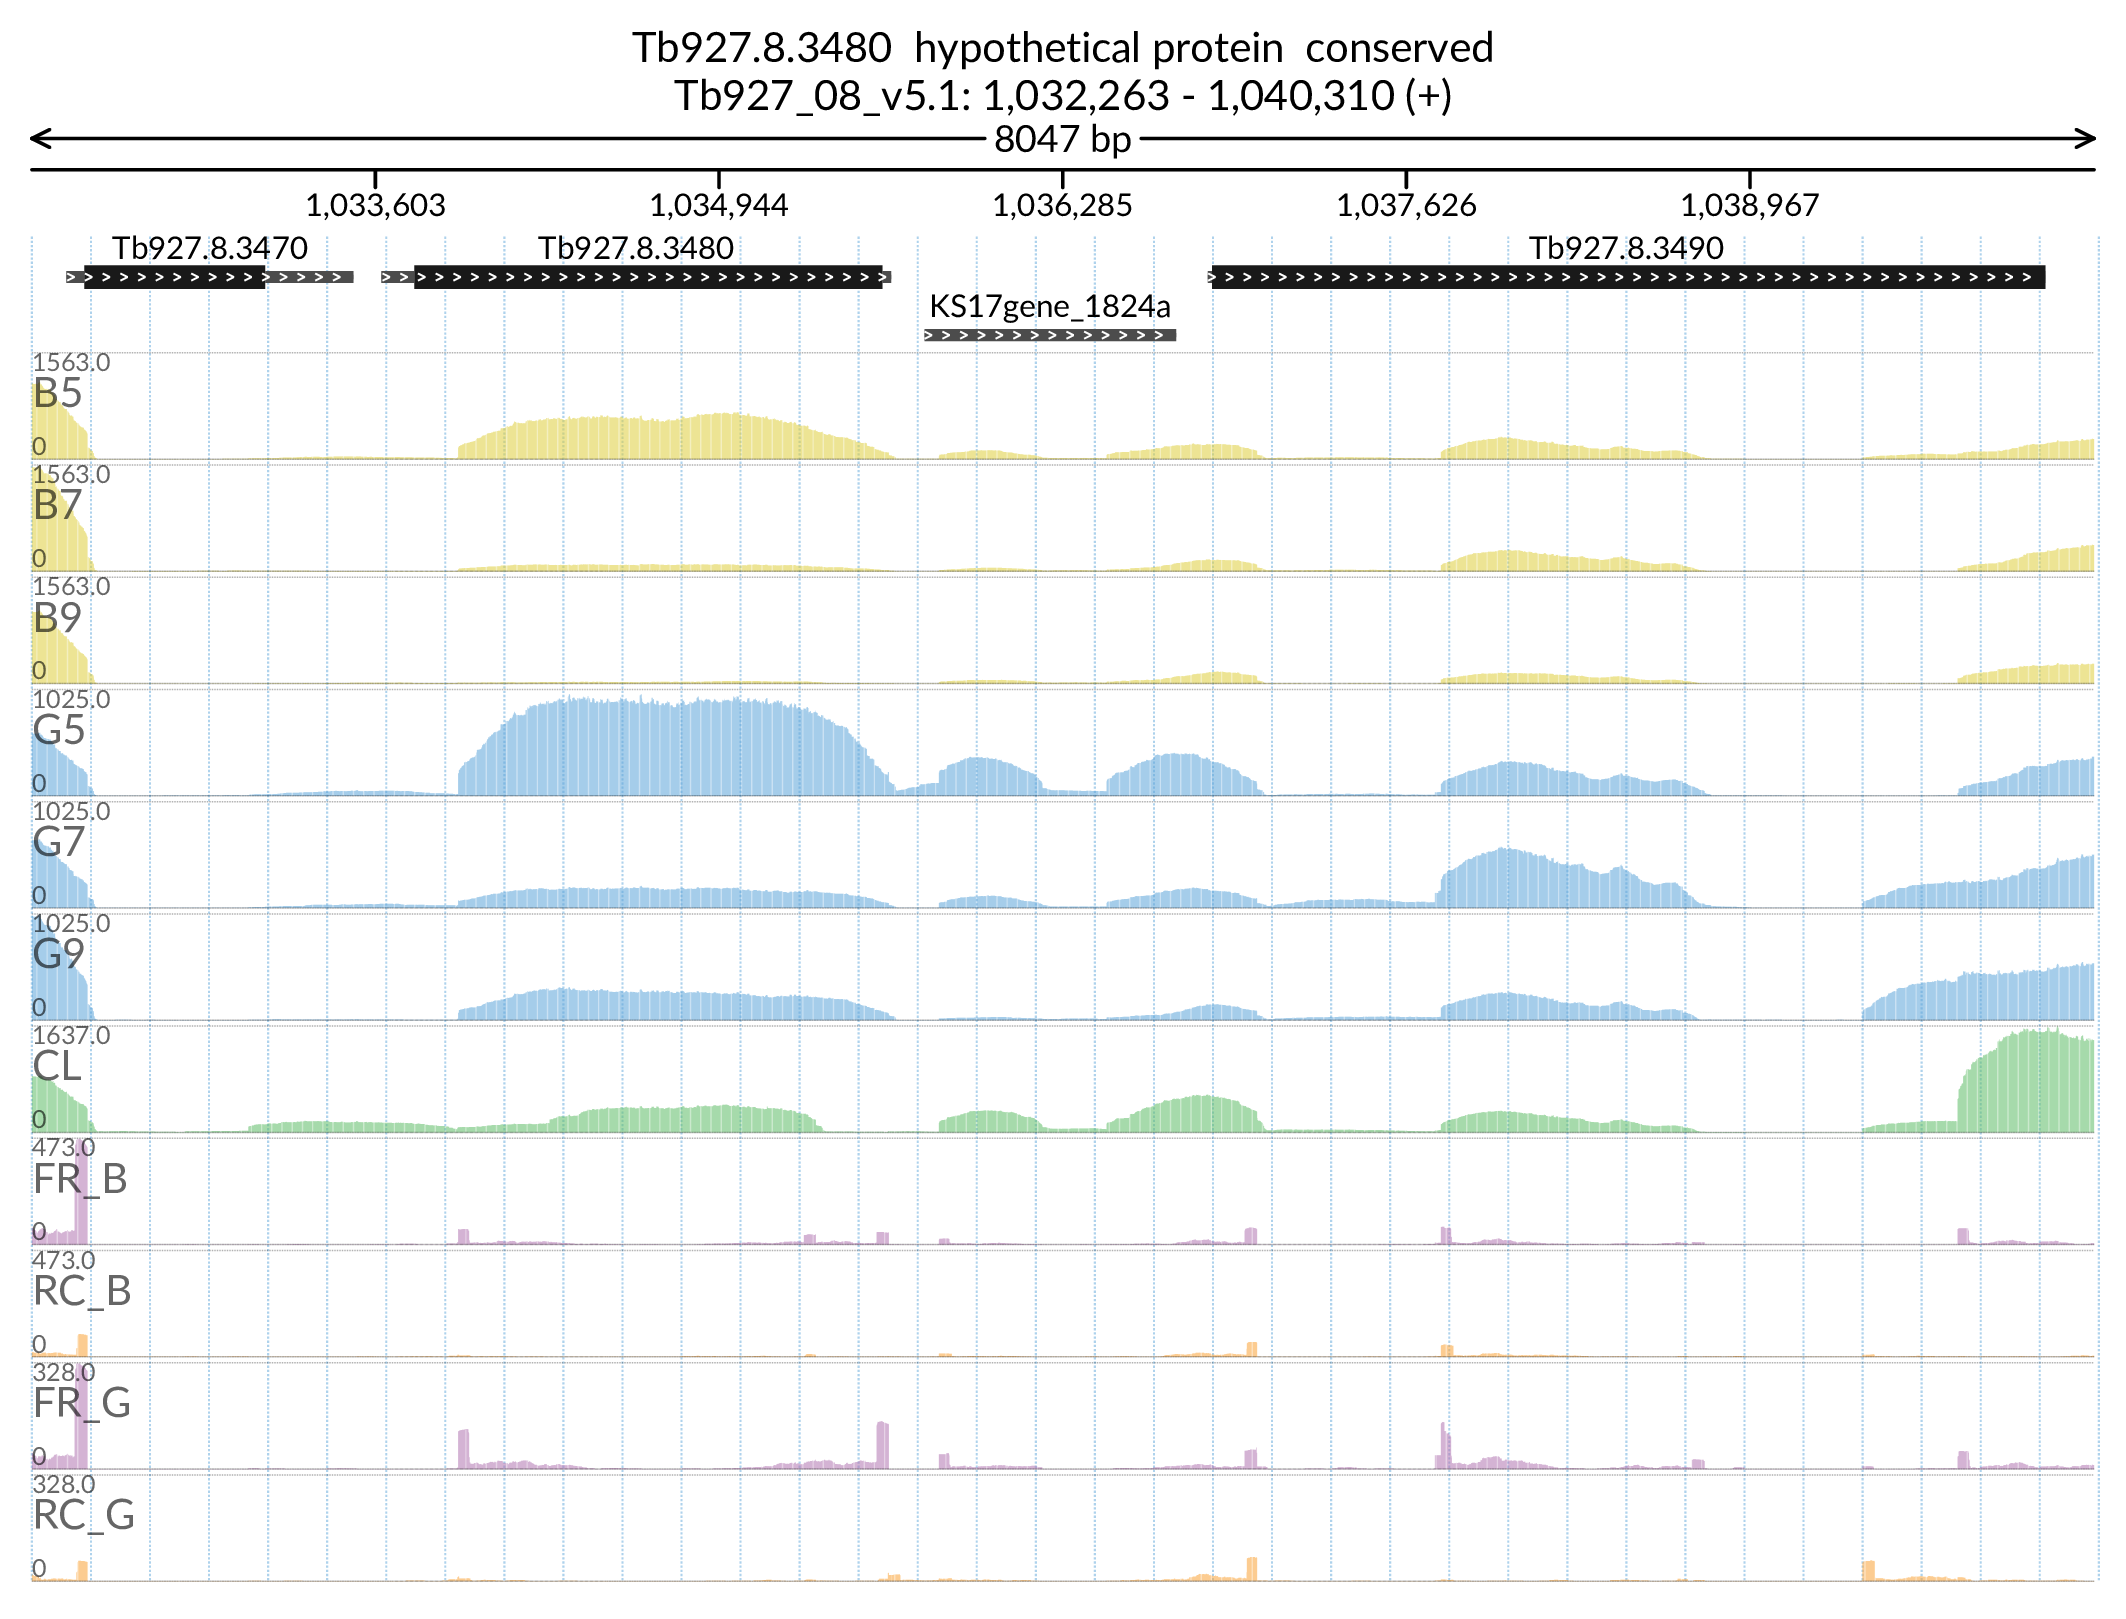 Tb927.8.3480  hypothetical protein  conserved
Tb927_08_v5.1: 1,032,263 - 1,040,310 (+)
8047 bp
1,033,603 1,034,944 1,036,285 1,037,626 1,038,967
Tb927.8.3470 Tb927.8.3480 Tb927.8.3490
KS17gene_1824a
1563.0
B5
0
1563.0
B7
0
1563.0
B9
0
1025.0
G5
0
1025.0
G7
0
1025.0
G9
0
1637.0
CL
0
473.0
FR_B
0
473.0
RC_B
0
328.0
FR_G
0
328.0
RC_G
0